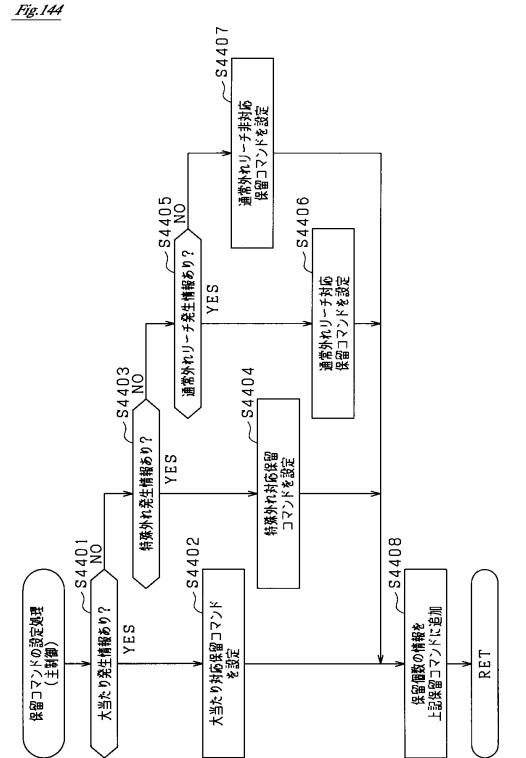 Fig.144
保留コマンドの設定処理
(主制御)
S4401
大当たり発生情報あり?
NO
YES
S4402
大当たり対応保留コマンド
を設定
S4403
特殊外れ発生情報あり?
NO
YES
S4404
特殊外れ対応保留
コマンドを設定
S4405
通常外れリーチ発生情報あり?
NO
YES
S4406
通常外れリーチ対応
保留コマンドを設定
S4407
通常外れリーチ非対応
保留コマンドを設定
S4408
保留個数の情報を
上記保留コマンドに追加
RET